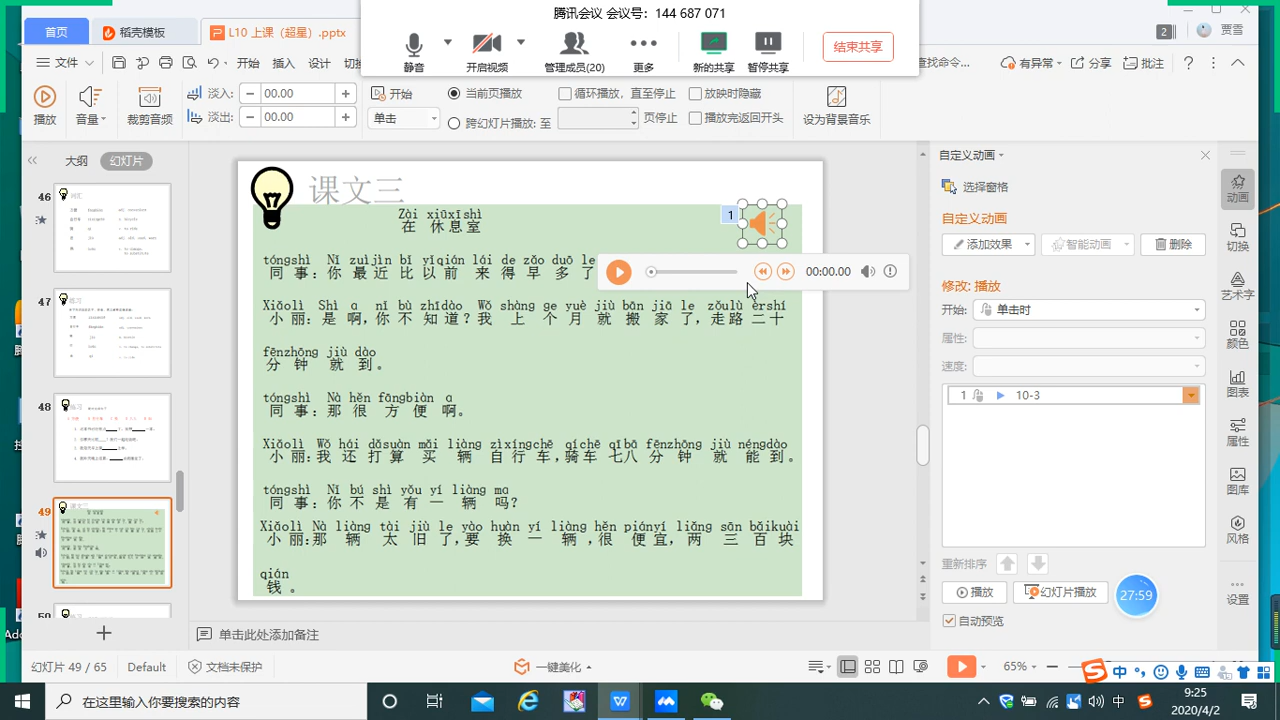 腾讯会议 会议号：144 687 071
静音 开启视频 管理成员(20) 更多 新的共享 暂停共享 结束共享
首页 稻壳模板 L10 上课（超星）.pptx 2 贾雪
文件 开始 插入 设计 查找命令... 有异常 分享 批注
播放 音量 裁剪音频 淡入： 00.00 淡出： 00.00
开始 单击
当前页播放 循环播放，直至停止 放映时隐藏
跨幻灯片播放：至 页停止 播放完返回开头
设为背景音乐
大纲 幻灯片
46
47
48
49
50
课文三
Zài xiūxīshì
在 休息室
1
tóngshì Nǐ zuìjìn bǐ yǐqián lái de zǎo duō le
同 事：你 最近 比 以前 来 得 早 多 了
00:00.00
Xiǎolì Shì a nǐ bù zhīdào Wǒ shàng ge yuè jiù bān jiā le zǒulù èrshí
小 丽：是 啊，你 不 知 道？我 上 个 月 就 搬 家 了，走路 二十
fēnzhōng jiù dào
分 钟 就 到。
tóngshì Nà hěn fāngbiàn a
同 事：那 很 方 便 啊。
Xiǎolì Wǒ hái dǎsuàn mǎi liàng zìxíngchē qíchē qībā fēnzhōng jiù néngdào
小 丽：我 还 打 算 买 辆 自 行 车，骑 车 七八 分 钟 就 能 到。
tóngshì Nǐ bú shì yǒu yí liàng ma
同 事：你 不 是 有 一 辆 吗？
Xiǎolì Nà liàng tài jiù le yào huàn yí liàng hěn piányí liǎng sān bǎikuài
小 丽：那 辆 太 旧 了，要 换 一 辆，很 便 宜，两 三 百 块
qián
钱 。
自定义动画
选择窗格
自定义动画
添加效果 智能动画 删除
修改：播放
开始： 单击时
属性：
速度：
1 10-3
重新排序
播放 幻灯片播放 27:59
自动预览
动画
切换
艺术字
颜色
图表
属性
图库
风格
设置
单击此处添加备注
幻灯片 49 / 65 Default 文档未保护 一键美化 65% 中
在这里输入你要搜索的内容 中 9:25
2020/4/2